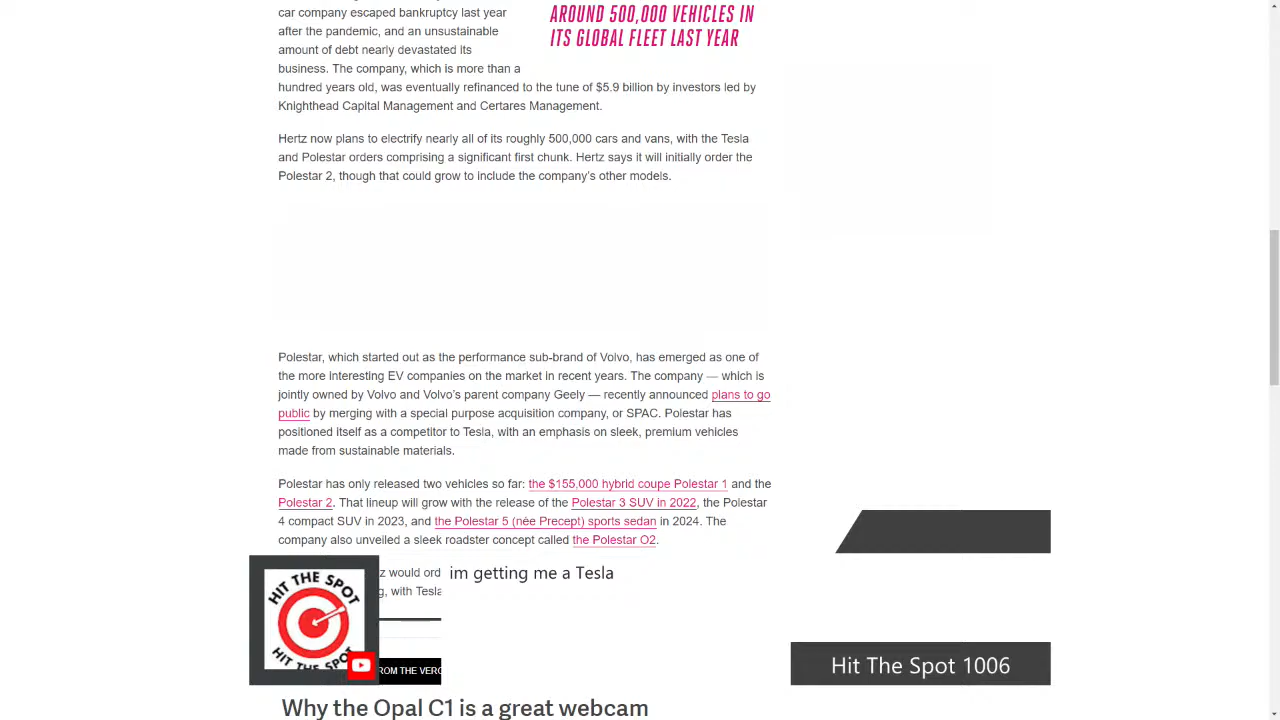 car company escaped bankruptcy last year
after the pandemic, and an unsustainable
amount of debt nearly devastated its
business. The company, which is more than a
hundred years old, was eventually refinanced to the tune of $5.9 billion by investors led by
Knighthead Capital Management and Certares Management.
AROUND 500,000 VEHICLES IN
ITS GLOBAL FLEET LAST YEAR
Hertz now plans to electrify nearly all of its roughly 500,000 cars and vans, with the Tesla
and Polestar orders comprising a significant first chunk. Hertz says it will initially order the
Polestar 2, though that could grow to include the company's other models.
Polestar, which started out as the performance sub-brand of Volvo, has emerged as one of
the more interesting EV companies on the market in recent years. The company — which is
jointly owned by Volvo and Volvo's parent company Geely — recently announced plans to go
public by merging with a special purpose acquisition company, or SPAC. Polestar has
positioned itself as a competitor to Tesla, with an emphasis on sleek, premium vehicles
made from sustainable materials.
Polestar has only released two vehicles so far: the $155,000 hybrid coupe Polestar 1 and the
Polestar 2. That lineup will grow with the release of the Polestar 3 SUV in 2022, the Polestar
4 compact SUV in 2023, and the Polestar 5 (née Precept) sports sedan in 2024. The
company also unveiled a sleek roadster concept called the Polestar O2.
z would ord
g, with Tesla
im getting me a Tesla
HIT THE SPOT
HIT THE SPOT
ROM THE VERG
Hit The Spot 1006
Why the Opal C1 is a great webcam